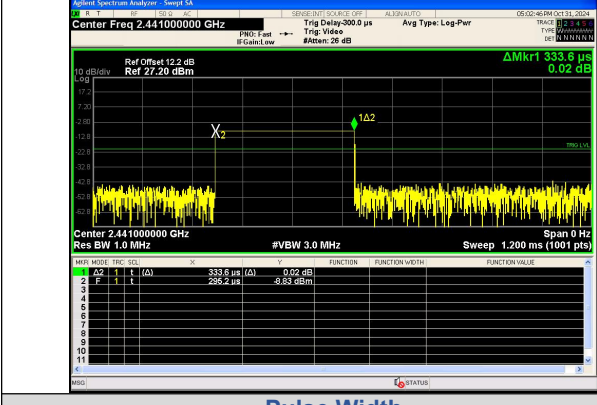 Agilent Spectrum Analyzer - Swept SA
R T RF 50 Ω AC SENSE:INT SOURCE OFF ALIGNAUTO 05:02:46 PM Oct 31, 2024
Center Freq 2.441000000 GHz PNO: Fast IFGain:Low Trig Delay-300.0 µs Trig: Video #Atten: 26 dB Avg Type: Log-Pwr TRACE 1 2 3 4 5 6
TYPE
DET N N N N N N
ΔMkr1 333.6 µs
0.02 dB
Ref Offset 12.2 dB
10 dB/div Ref 27.20 dBm
Log
17.2
7.20
-2.80
-12.8
-22.8
-32.8
-42.8
-52.8
-62.8
X2
1Δ2
TRIG LVL
Center 2.441000000 GHz Span 0 Hz
Res BW 1.0 MHz #VBW 3.0 MHz Sweep 1.200 ms (1001 pts)
MKR MODE TRC SCL X Y FUNCTION FUNCTION WIDTH FUNCTION VALUE
1 Δ2 1 t (Δ) 333.6 µs (Δ) 0.02 dB
2 F 1 t 295.2 µs -8.83 dBm
3
4
5
6
7
8
9
10
11
MSG STATUS
Pulse Width